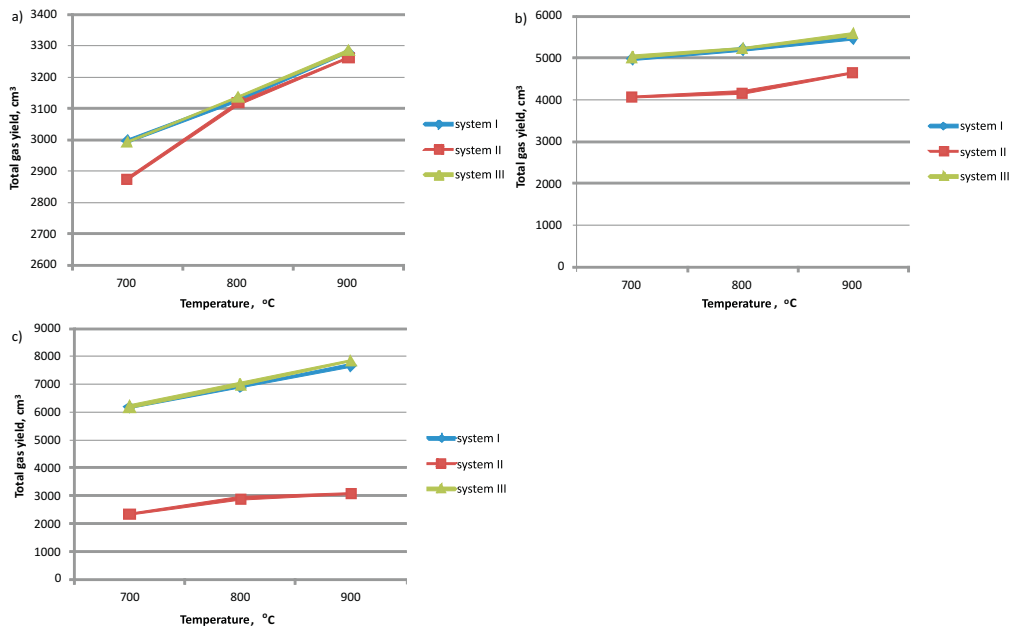 a)
3400
3300
3200
3100
3000
2900
2800
2700
2600
Total gas yield, cm³
700 800 900
Temperature, °C
system I
system II
system III
b)
6000
5000
4000
3000
2000
1000
0
Total gas yield, cm³
700 800 900
Temperature, °C
system I
system II
system III
c)
9000
8000
7000
6000
5000
4000
3000
2000
1000
0
Total gas yield, cm³
700 800 900
Temperature, °C
system I
system II
system III